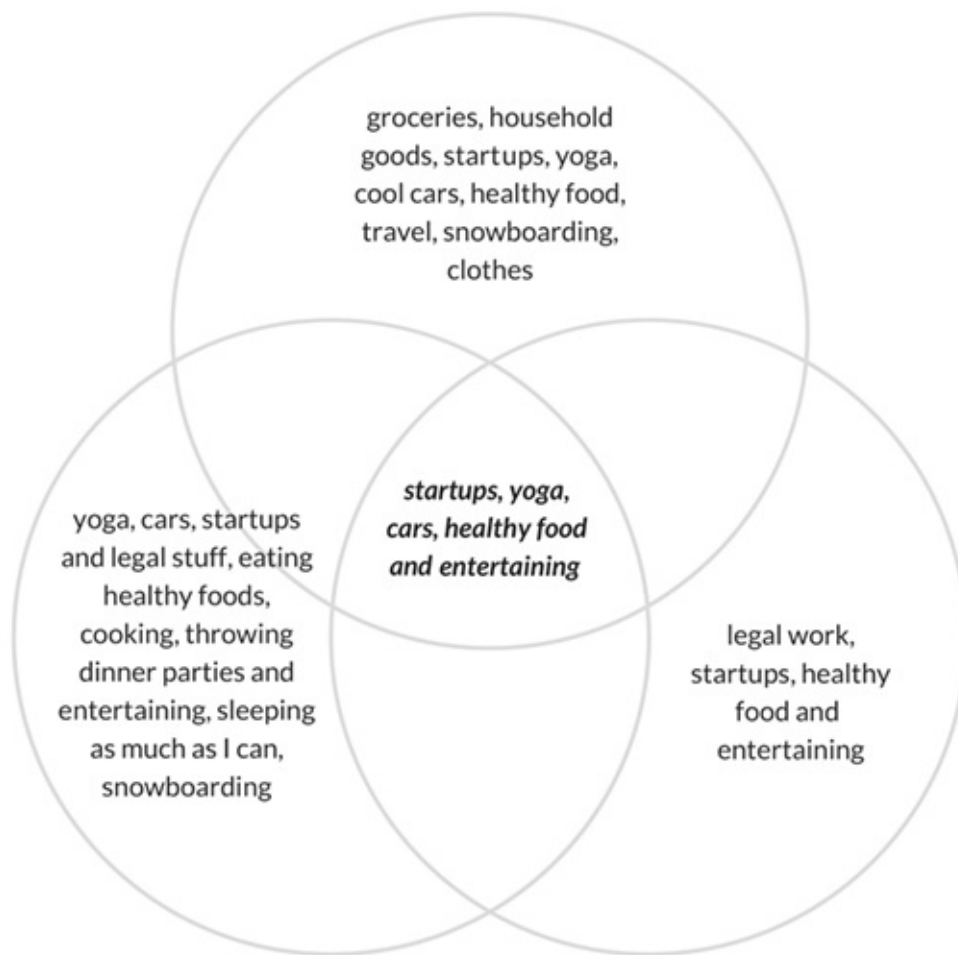 groceries, household
goods, startups, yoga,
cool cars, healthy food,
travel, snowboarding,
clothes
startups, yoga,
cars, healthy food
and entertaining
yoga, cars, startups
and legal stuff, eating
healthy foods,
cooking, throwing
dinner parties and
entertaining, sleeping
as much as I can,
snowboarding
legal work,
startups, healthy
food and
entertaining